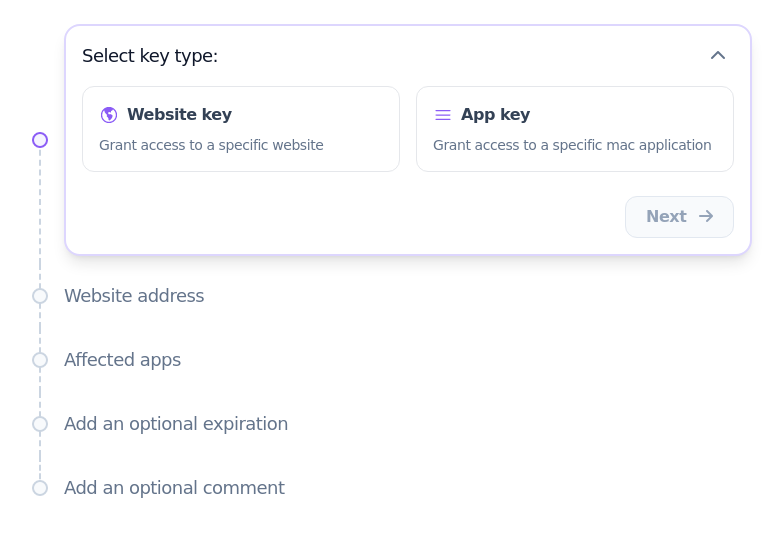 Select key type:
Website key
Grant access to a specific website
App key
Grant access to a specific mac application
Next
Website address
Affected apps
Add an optional expiration
Add an optional comment